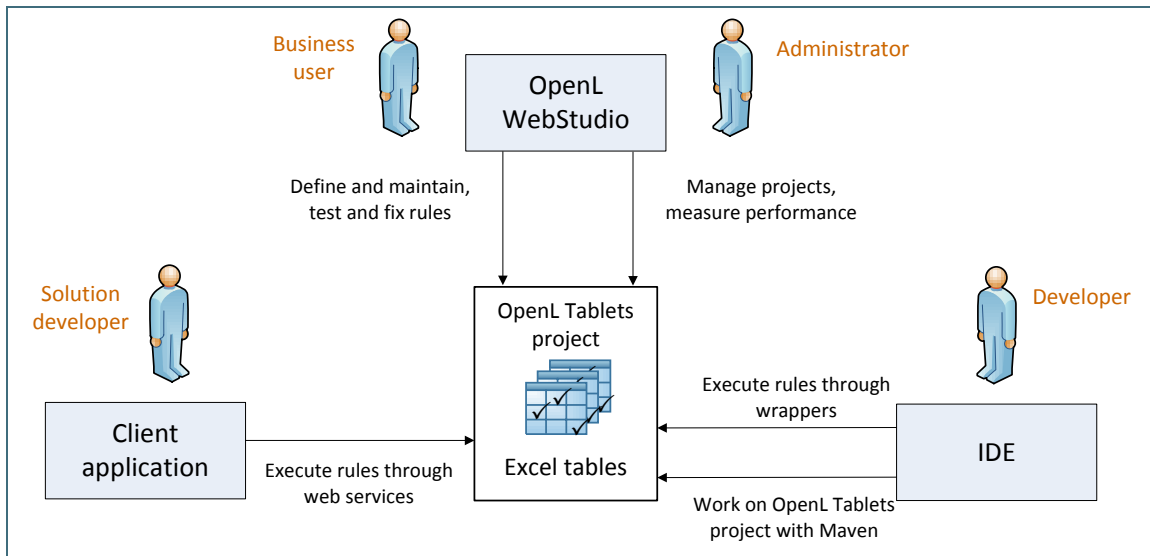 Business
user
Administrator
OpenL
WebStudio
Define and maintain,
test and fix rules
Manage projects,
measure performance
Solution
developer
Developer
OpenL Tablets
project
Excel tables
Client
application
Execute rules through
web services
Execute rules through
wrappers
IDE
Work on OpenL Tablets
project with Maven